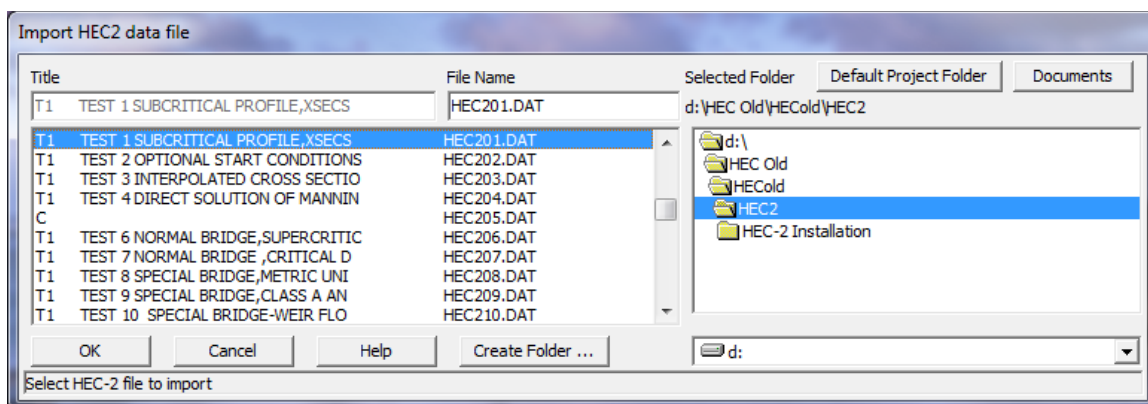 Import HEC2 data file
Title File Name Selected Folder Default Project Folder Documents
T1 TEST 1 SUBCRITICAL PROFILE,XSECS HEC201.DAT d:\HEC Old\HECold\HEC2
T1 TEST 1 SUBCRITICAL PROFILE,XSECS HEC201.DAT d:\
T1 TEST 2 OPTIONAL START CONDITIONS HEC202.DAT HEC Old
T1 TEST 3 INTERPOLATED CROSS SECTIO HEC203.DAT HECold
T1 TEST 4 DIRECT SOLUTION OF MANNIN HEC204.DAT HEC2
C HEC205.DAT HEC-2 Installation
T1 TEST 6 NORMAL BRIDGE,SUPERCRITIC HEC206.DAT
T1 TEST 7 NORMAL BRIDGE ,CRITICAL D HEC207.DAT
T1 TEST 8 SPECIAL BRIDGE,METRIC UNI HEC208.DAT
T1 TEST 9 SPECIAL BRIDGE,CLASS A AN HEC209.DAT
T1 TEST 10 SPECIAL BRIDGE-WEIR FLO HEC210.DAT
OK Cancel Help Create Folder ... d:
Select HEC-2 file to import